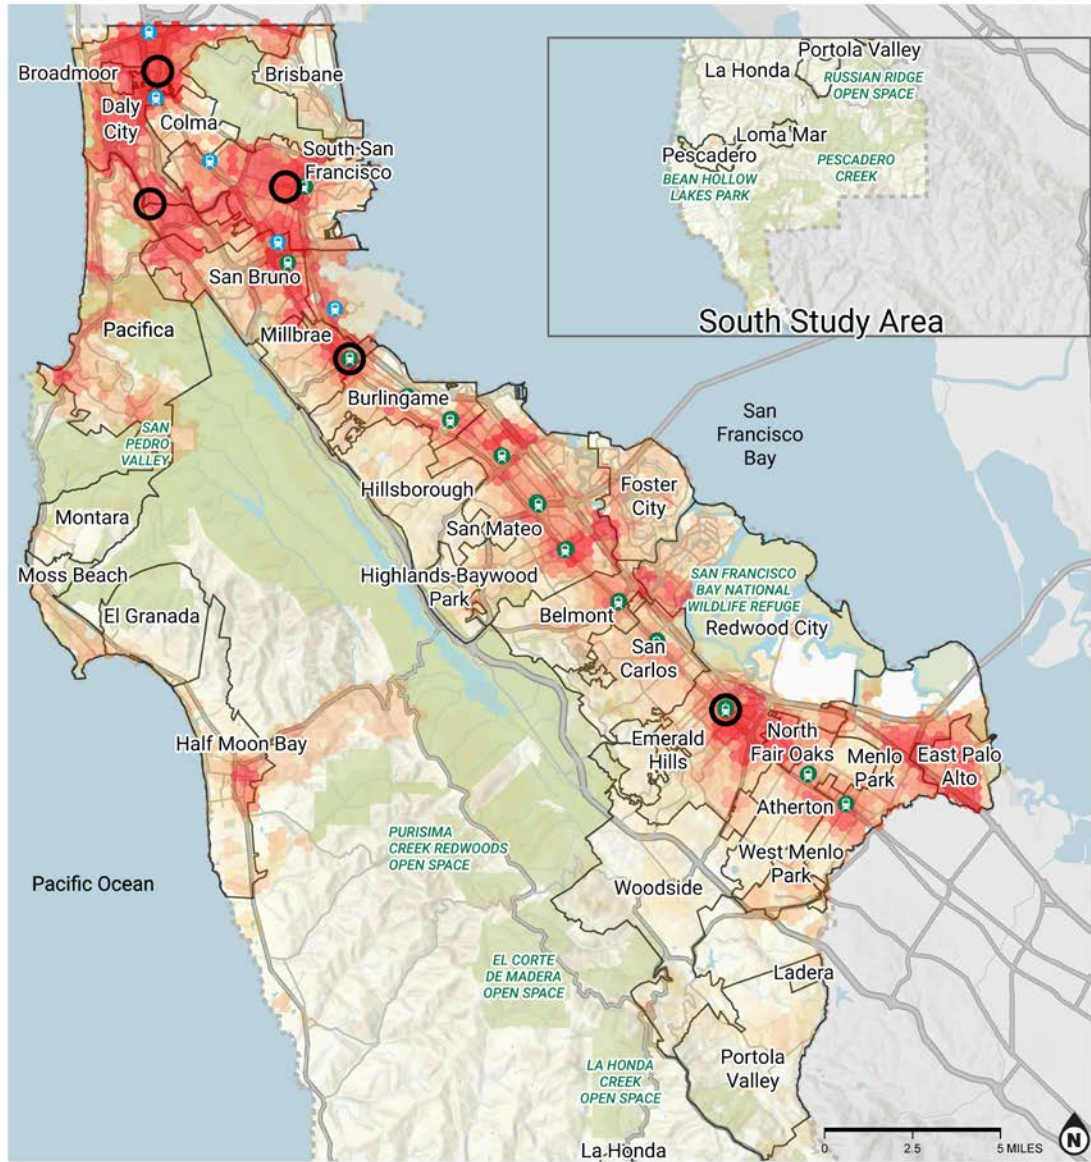 Broadmoor
Brisbane
Daly
City
Colma
South San
Francisco
San Bruno
Pacifica
Millbrae
Burlingame
SAN
PEDRO
VALLEY
Hillsborough
Foster
City
San
Francisco
Bay
San Mateo
Montara
Moss Beach
El Granada
Highlands-Baywood
Park
Belmont
SAN FRANCISCO
BAY NATIONAL
WILDLIFE REFUGE
Redwood City
San
Carlos
Half Moon Bay
Emerald
Hills
North
Fair Oaks
Menlo
Park
East Palo
Alto
Atherton
West Menlo
Park
PURISIMA
CREEK REDWOODS
OPEN SPACE
Pacific Ocean
Woodside
EL CORTE
DE MADERA
OPEN SPACE
Ladera
Portola
Valley
LA HONDA
CREEK
OPEN SPACE
La Honda
Portola Valley
La Honda
RUSSIAN RIDGE
OPEN SPACE
Loma Mar
Pescadero
PESCADERO
CREEK
BEAN HOLLOW
LAKES PARK
South Study Area
0 2.5 5 MILES
N